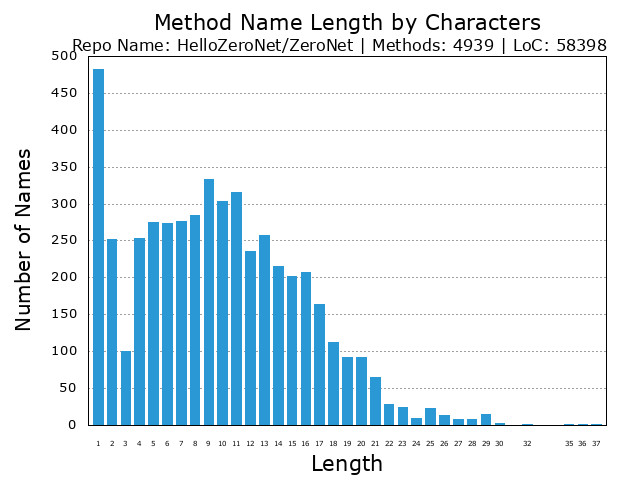 Method Name Length by Characters
Repo Name: HelloZeroNet/ZeroNet | Methods: 4939 | LoC: 58398
500
450
400
350
300
250
200
150
100
50
0
Number of Names
1 2 3 4 5 6 7 8 9 10 11 12 13 14 15 16 17 18 19 20 21 22 23 24 25 26 27 28 29 30 32 35 36 37
Length